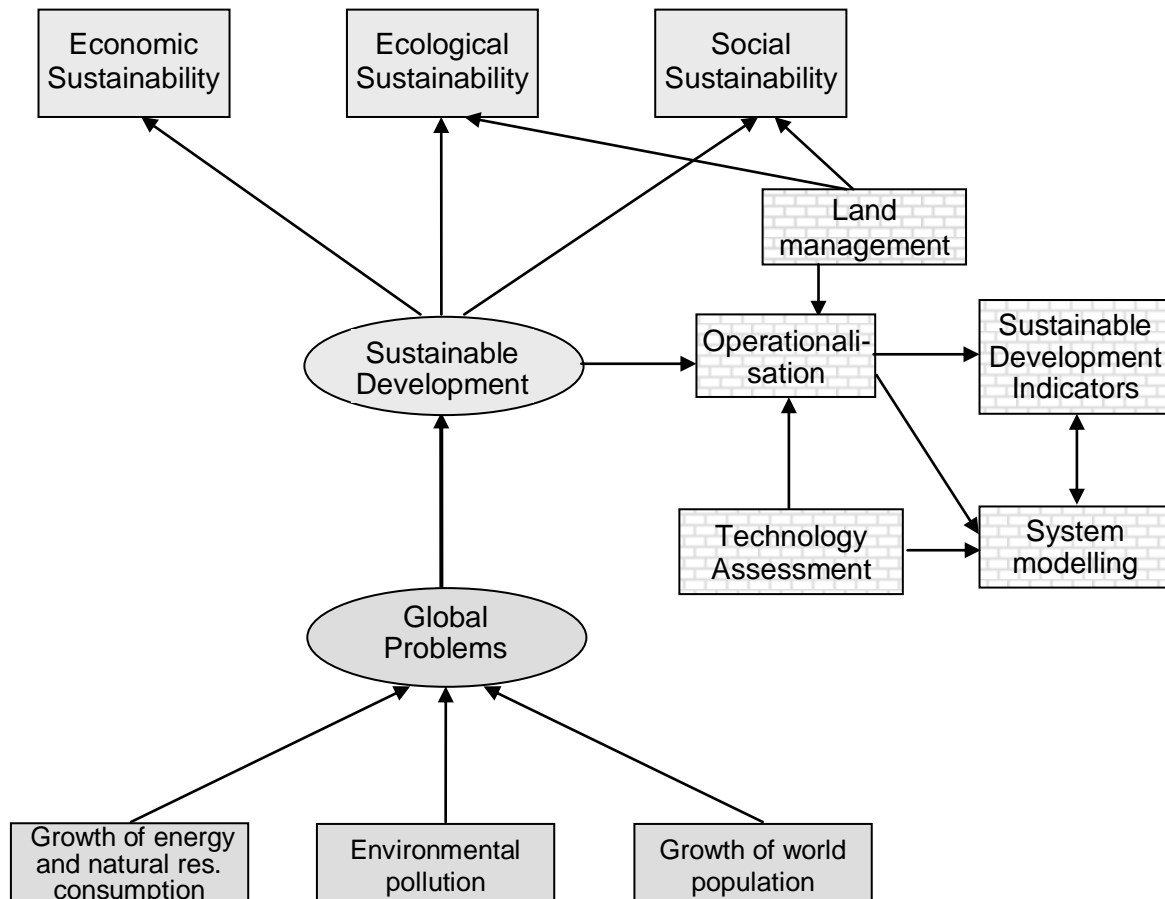 Economic
Sustainability
Ecological
Sustainability
Social
Sustainability
Land
management
Sustainable
Development
Operationali-
sation
Sustainable
Development
Indicators
Technology
Assessment
System
modelling
Global
Problems
Growth of energy
and natural res.
consumption
Environmental
pollution
Growth of world
population